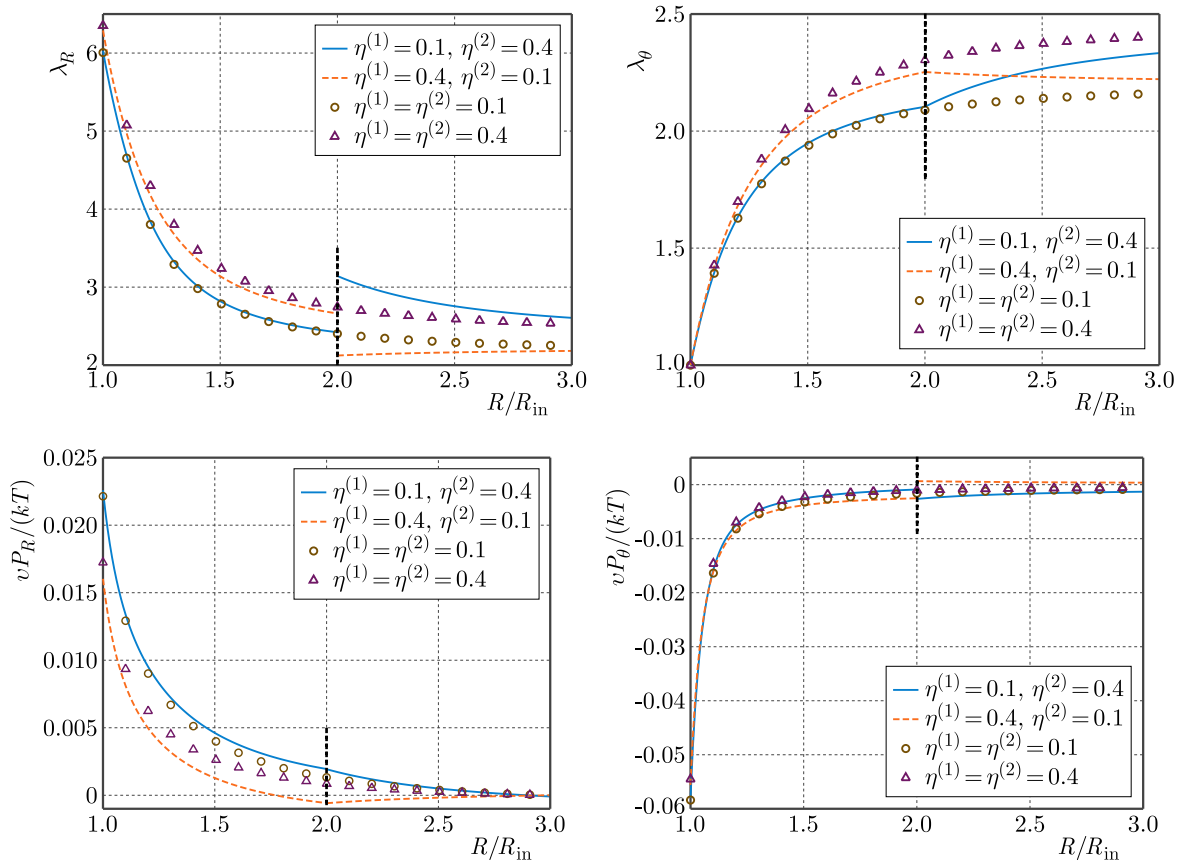 λ_R
6
5
4
3
2
1.0
1.5
2.0
2.5
3.0
R/R_in
η^(1) = 0.1, η^(2) = 0.4
η^(1) = 0.4, η^(2) = 0.1
η^(1) = η^(2) = 0.1
η^(1) = η^(2) = 0.4
λ_θ
2.5
2.0
1.5
1.0
1.0
1.5
2.0
2.5
3.0
R/R_in
η^(1) = 0.1, η^(2) = 0.4
η^(1) = 0.4, η^(2) = 0.1
η^(1) = η^(2) = 0.1
η^(1) = η^(2) = 0.4
vP_R/(kT)
0.025
0.020
0.015
0.010
0.005
0
1.0
1.5
2.0
2.5
3.0
R/R_in
η^(1) = 0.1, η^(2) = 0.4
η^(1) = 0.4, η^(2) = 0.1
η^(1) = η^(2) = 0.1
η^(1) = η^(2) = 0.4
vP_θ/(kT)
0
-0.01
-0.02
-0.03
-0.04
-0.05
-0.06
1.0
1.5
2.0
2.5
3.0
R/R_in
η^(1) = 0.1, η^(2) = 0.4
η^(1) = 0.4, η^(2) = 0.1
η^(1) = η^(2) = 0.1
η^(1) = η^(2) = 0.4